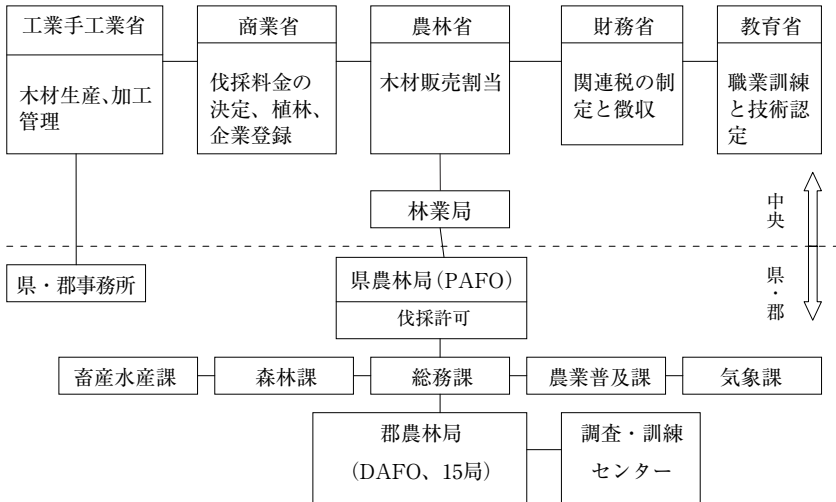 工業手工業省
木材生産、加工
管理
商業省
伐採料金の
決定、植林、
企業登録
農林省
木材販売割当
財務省
関連税の制
定と徴収
教育省
職業訓練
と技術認
定
林業局
中央
県・郡
県・郡事務所
県農林局(PAFO)
伐採許可
畜産水産課
森林課
総務課
農業普及課
気象課
郡農林局
(DAFO、15局)
調査・訓練
センター